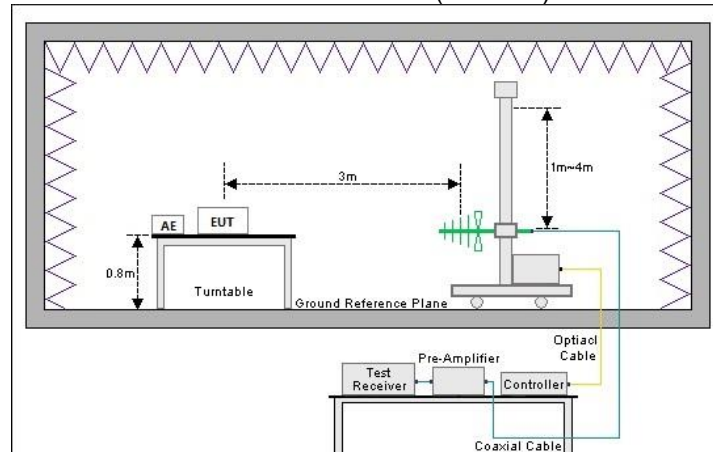 3m
1m~4m
AE
EUT
0.8m
Turntable
Ground Reference Plane
Optiacl
Cable
Pre-Amplifier
Test
Receiver
Controller
Coaxial Cable